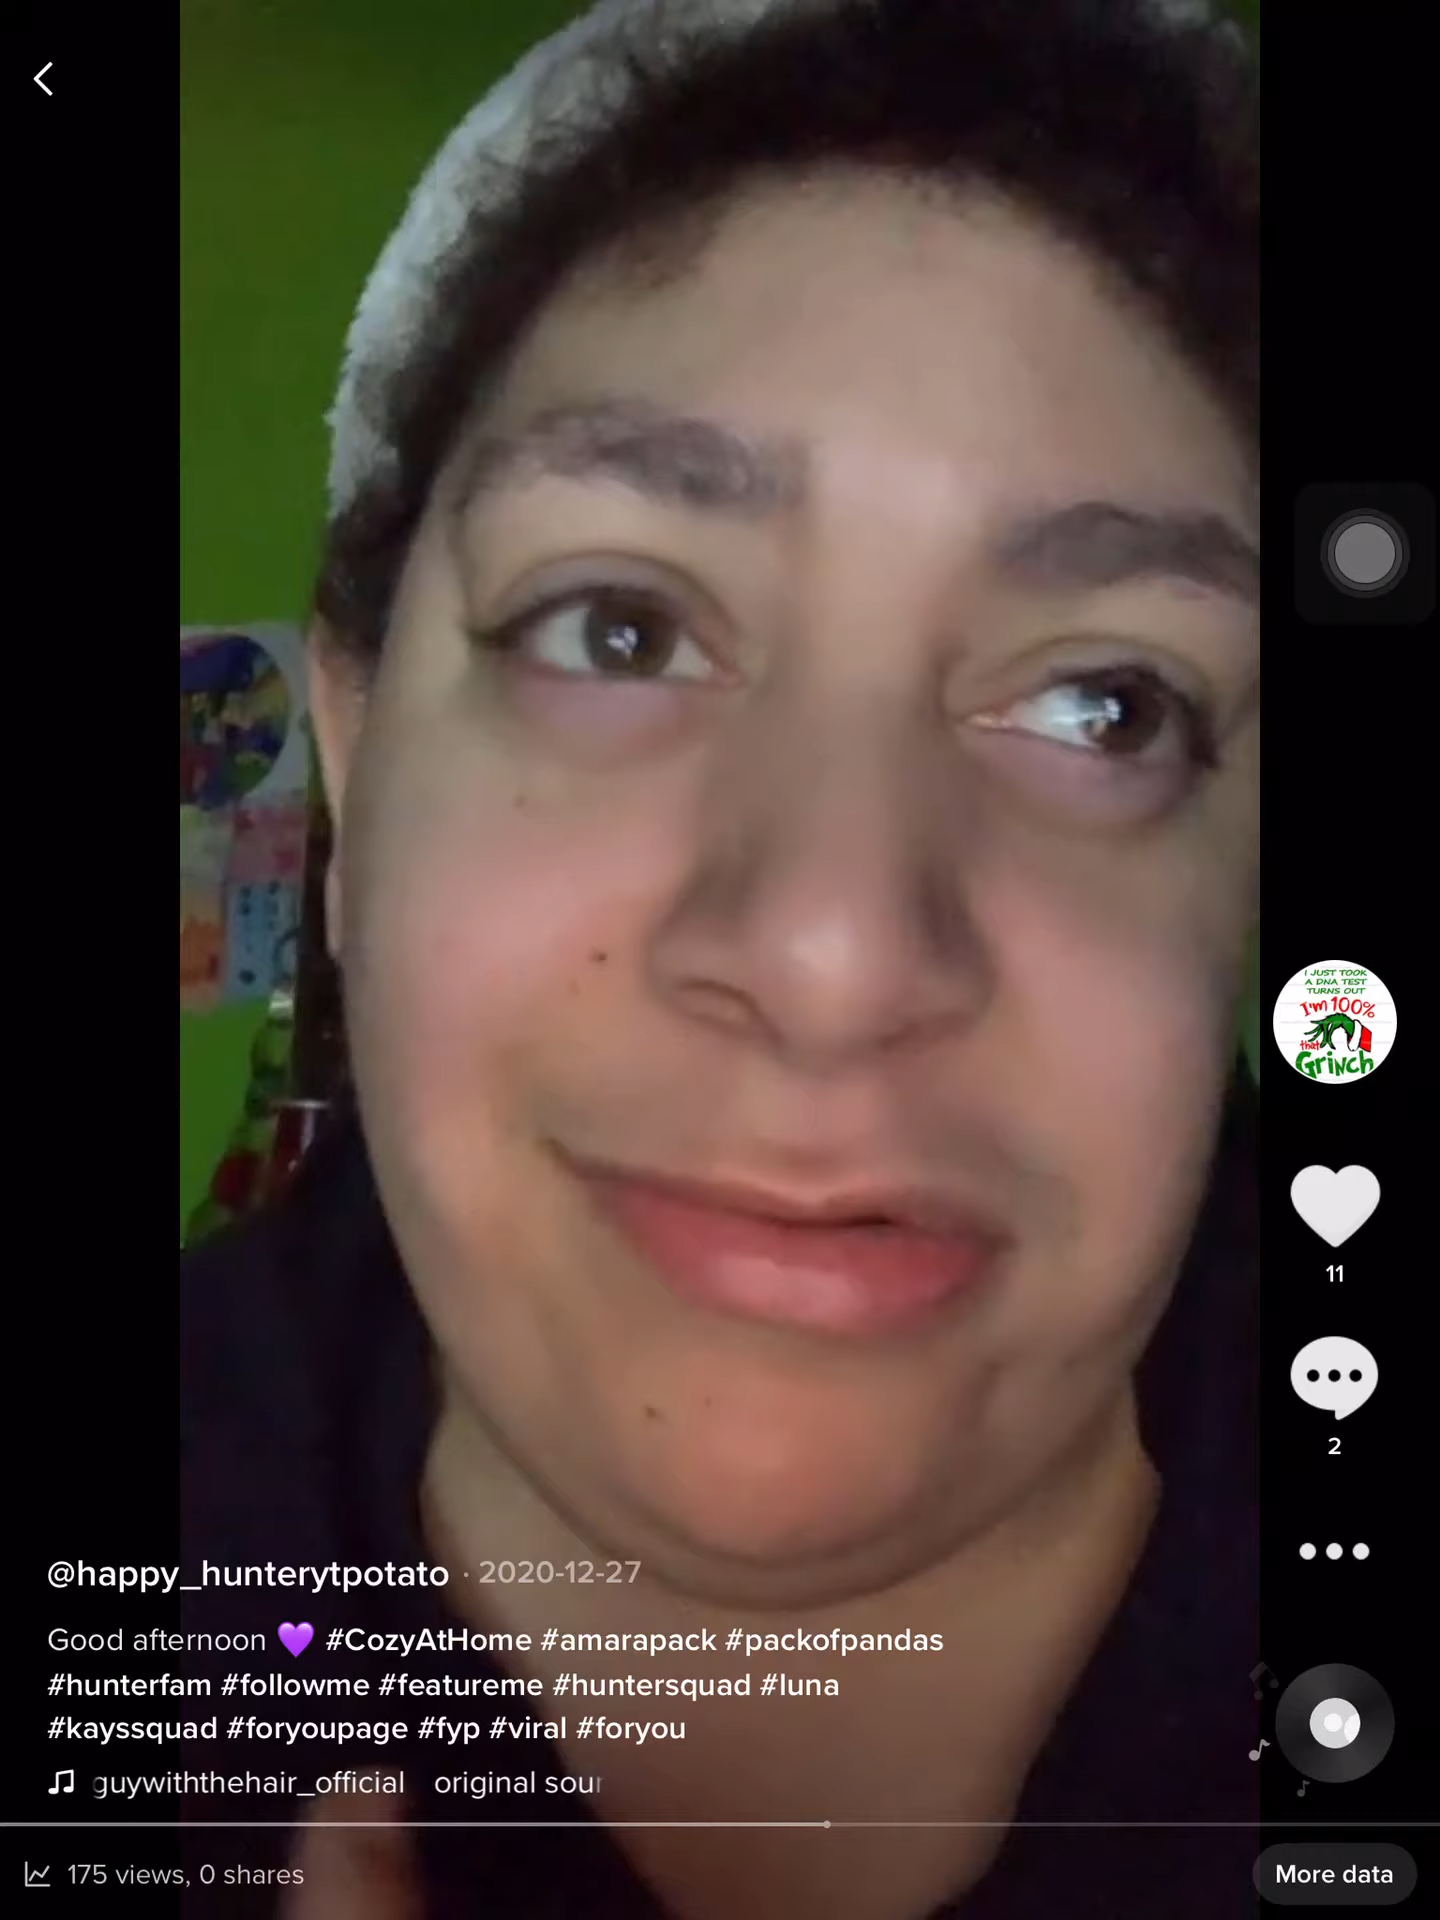 I JUST TOOK
A DNA TEST
TURNS OUT
I'm 100%
that
GRINCH
11
2
@happy_hunterytpotato · 2020-12-27
Good afternoon 💜 #CozyAtHome #amarapack #packofpandas
#hunterfam #followme #featureme #huntersquad #luna
#kayssquad #foryoupage #fyp #viral #foryou
guywiththehair_official original sour
175 views, 0 shares
More data